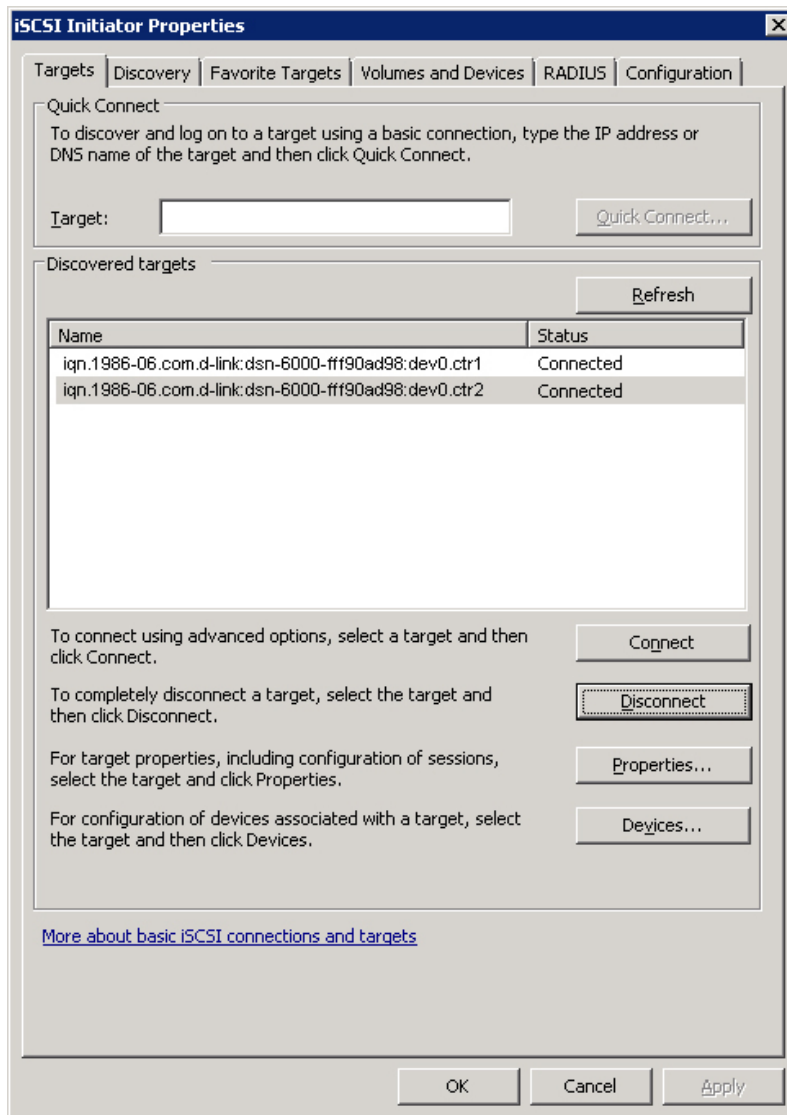 iSCSI Initiator Properties
Targets Discovery Favorite Targets Volumes and Devices RADIUS Configuration
Quick Connect
To discover and log on to a target using a basic connection, type the IP address or
DNS name of the target and then click Quick Connect.
Target:
Quick Connect...
Discovered targets
Refresh
Name Status
iqn.1986-06.com.d-link:dsn-6000-fff90ad98:dev0.ctr1 Connected
iqn.1986-06.com.d-link:dsn-6000-fff90ad98:dev0.ctr2 Connected
To connect using advanced options, select a target and then
click Connect.
Connect
To completely disconnect a target, select the target and
then click Disconnect.
Disconnect
For target properties, including configuration of sessions,
select the target and click Properties.
Properties...
For configuration of devices associated with a target, select
the target and then click Devices.
Devices...
More about basic iSCSI connections and targets
OK Cancel Apply